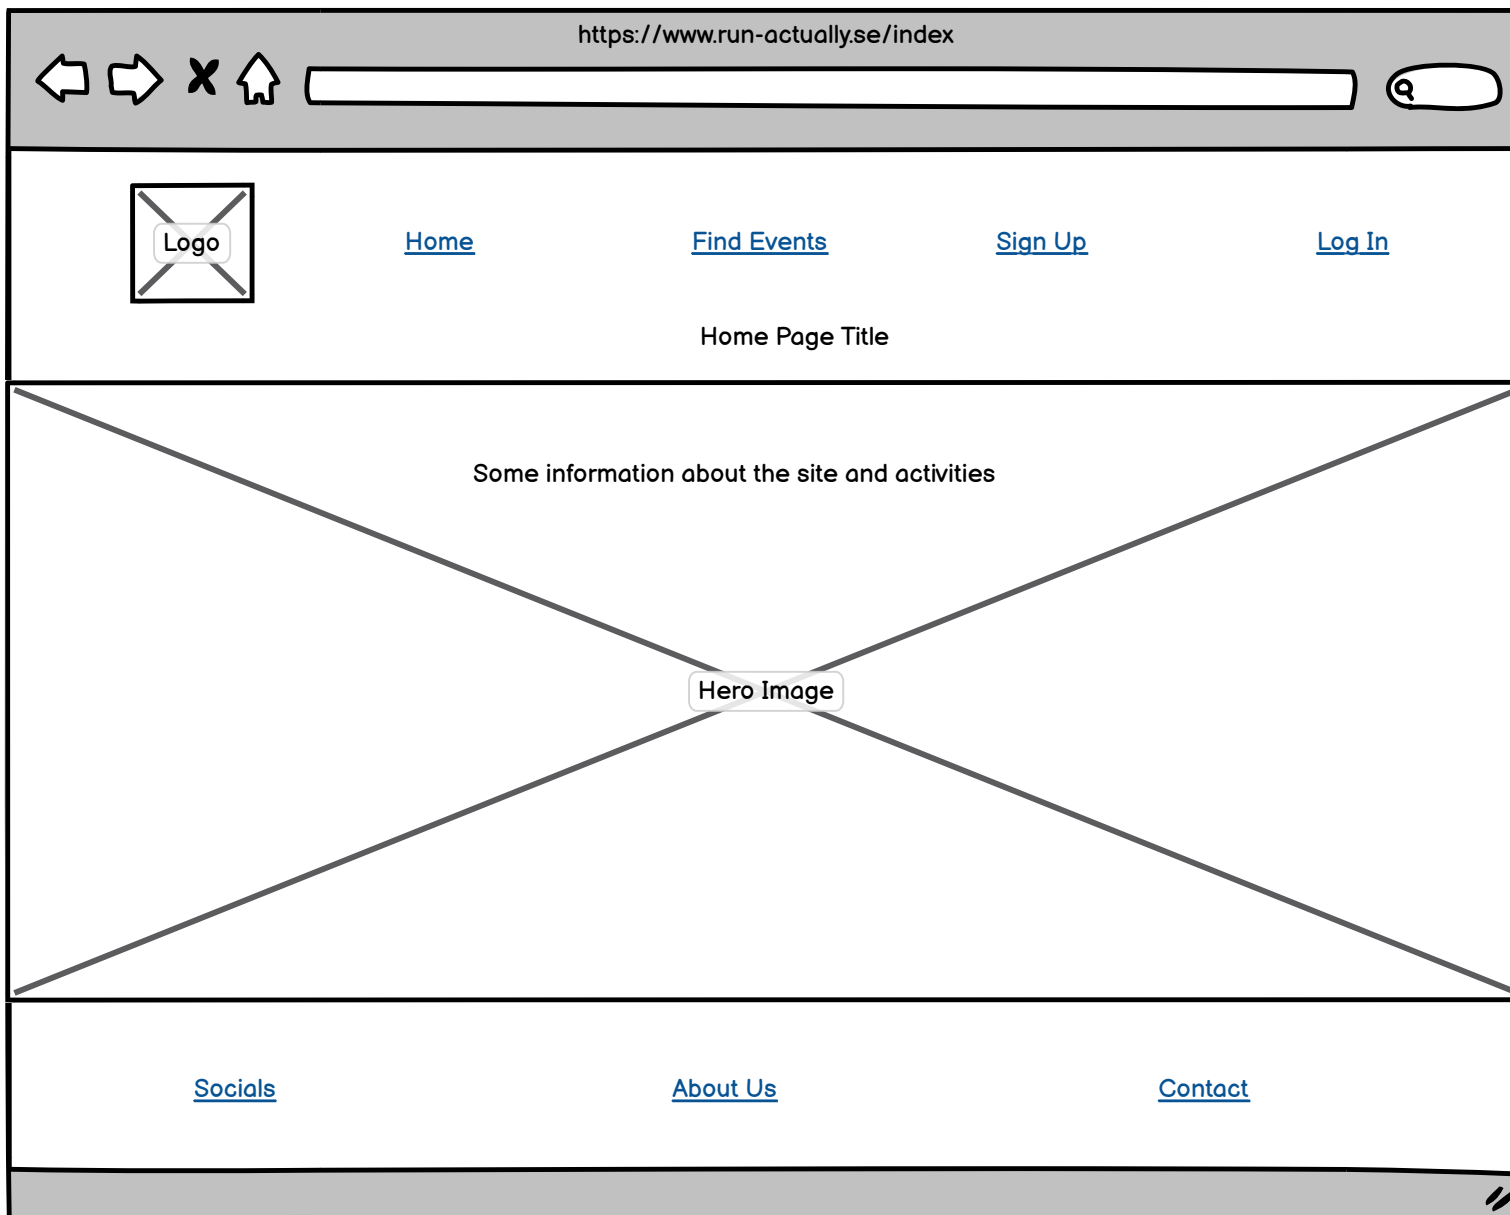 https://www.run-actually.se/index
Logo
Home
Find Events
Sign Up
Log In
Home Page Title
Some information about the site and activities
Hero Image
Socials
About Us
Contact